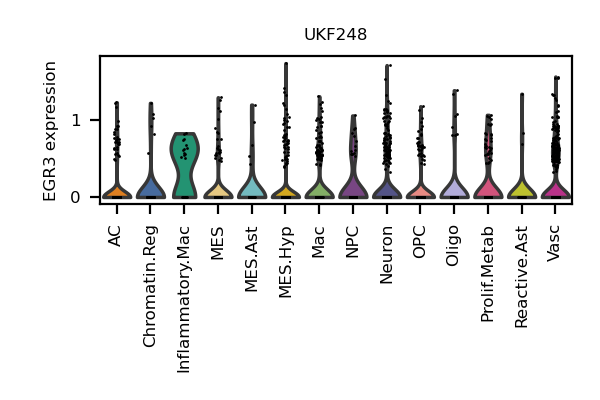 UKF248
EGR3 expression
1
0
AC
Chromatin.Reg
Inflammatory.Mac
MES
MES.Ast
MES.Hyp
Mac
NPC
Neuron
OPC
Oligo
Prolif.Metab
Reactive.Ast
Vasc